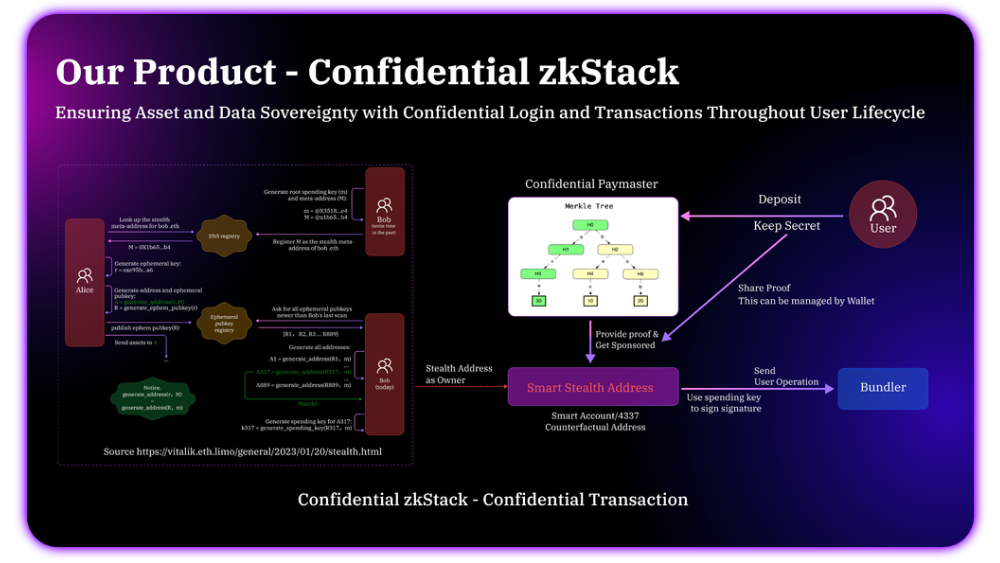 Our Product - Confidential zkStack
Ensuring Asset and Data Sovereignty with Confidential Login and Transactions Throughout User Lifecycle
Generate root spending key (m)
and meta-address (M):
Bob
(some time
in the past)
Look up the stealth
meta-address for bob .eth
ENS registry
M = 0X1b63...b4
Register M as the stealth meta-
address of bob .eth
Alice
Generate ephemeral key:
Generate address and ephemeral
pubkey:
R = generate_ephem_pubkey(r)
publish ephem pubkey(R)
Send assets to A
...
Ephemeral
pubkey
registry
Ask for all ephemeral pubkeys
newer than Bob's last scan
[R1, R2, R3 ... R889]
Generate all addresses:
A1 = generate_address(R1, m)
...
A317 = generate_address(R317, m)
...
A889 = generate_address(R889, m)
Match!
Bob
(today)
Generate spending key for A317:
k317 = generate_spending_key(R317, m)
Notice,
generate_address(r, M)
=
generate_address(R, m)
Source https://vitalik.eth.limo/general/2023/01/20/stealth.html
Stealth Address
as Owner
Confidential Paymaster
Merkle Tree
H0
H1
H2
H3
H4
H5
30
10
20
Deposit
Keep Secret
User
Share Proof
This can be managed by Wallet
Provide proof &
Get Sponsored
Smart Stealth Address
Smart Account/4337
Counterfactual Address
Send
User Operation
Use spending key
to sign signature
Bundler
Confidential zkStack - Confidential Transaction